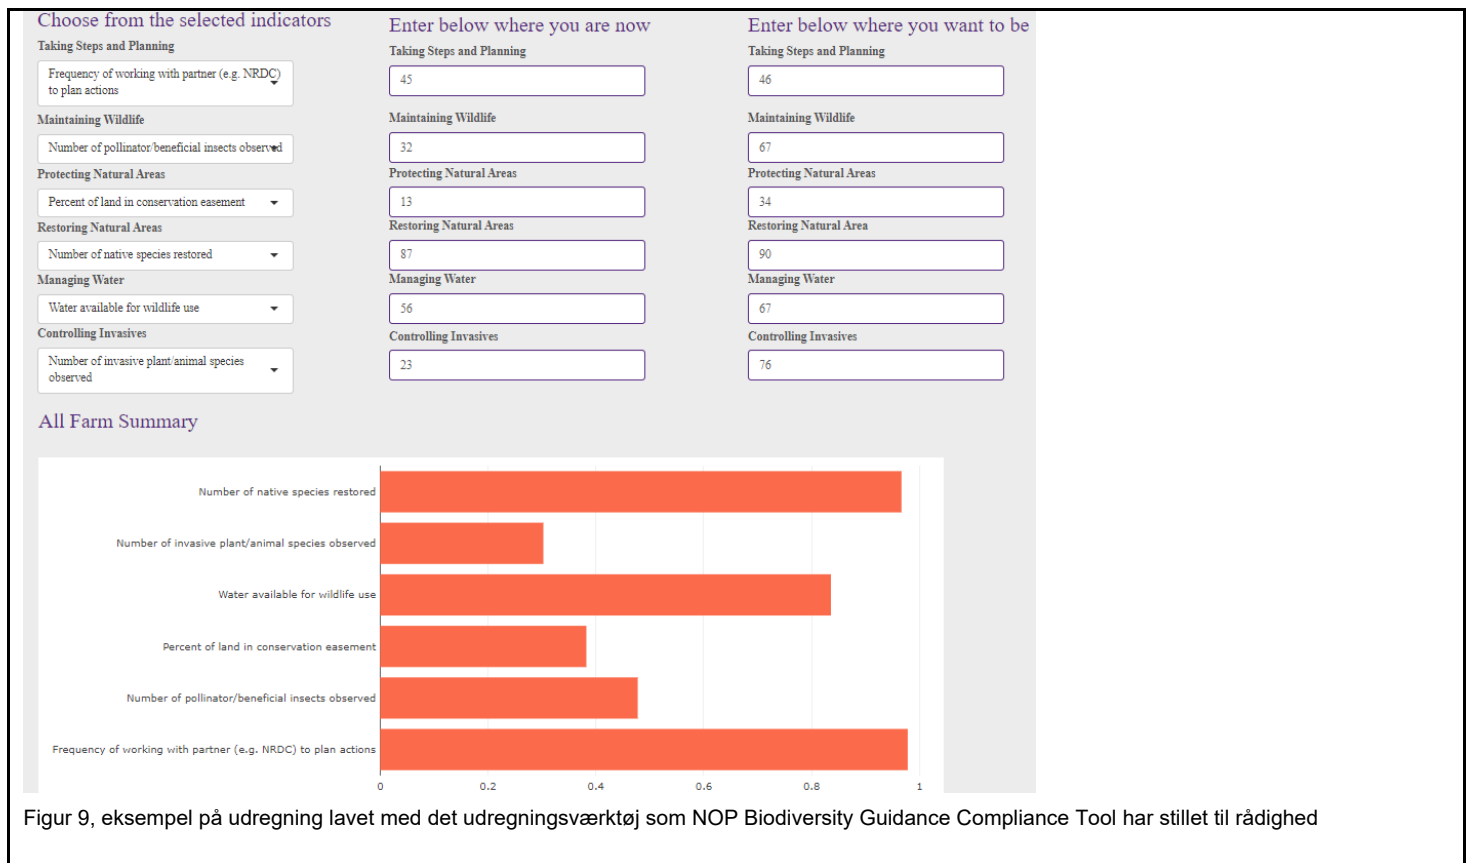 Choose from the selected indicators
Taking Steps and Planning
Frequency of working with partner (e.g. NRDC)
to plan actions
Maintaining Wildlife
Number of pollinator/beneficial insects observed
Protecting Natural Areas
Percent of land in conservation easement
Restoring Natural Areas
Number of native species restored
Managing Water
Water available for wildlife use
Controlling Invasives
Number of invasive plant/animal species
observed
Enter below where you are now
Taking Steps and Planning
45
Maintaining Wildlife
32
Protecting Natural Areas
13
Restoring Natural Areas
87
Managing Water
56
Controlling Invasives
23
Enter below where you want to be
Taking Steps and Planning
46
Maintaining Wildlife
67
Protecting Natural Areas
34
Restoring Natural Area
90
Managing Water
67
Controlling Invasives
76
All Farm Summary
Number of native species restored
Number of invasive plant/animal species observed
Water available for wildlife use
Percent of land in conservation easement
Number of pollinator/beneficial insects observed
Frequency of working with partner (e.g. NRDC) to plan actions
0 0.2 0.4 0.6 0.8 1
Figur 9, eksempel på udregning lavet med det udregningsværktøj som NOP Biodiversity Guidance Compliance Tool har stillet til rådighed